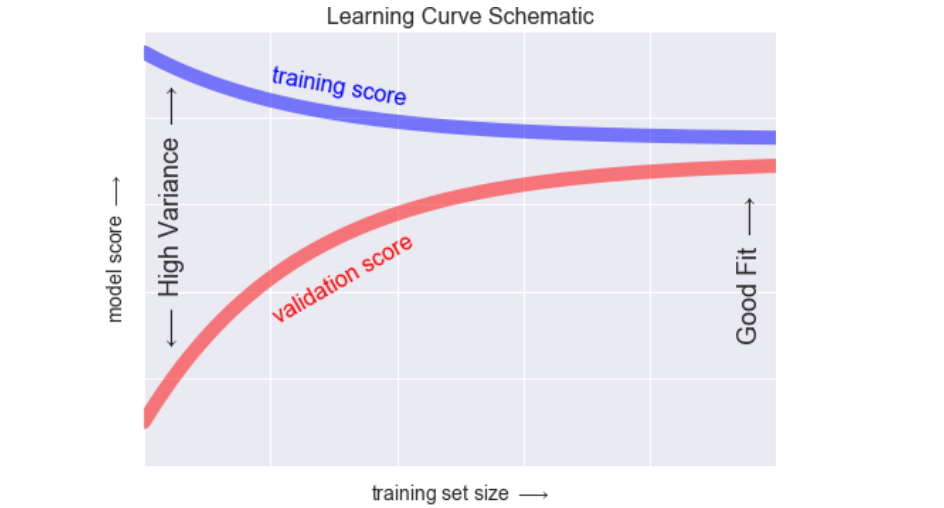 Learning Curve Schematic
training score
model score ⟶
← High Variance →
validation score
Good Fit ⟶
training set size ⟶